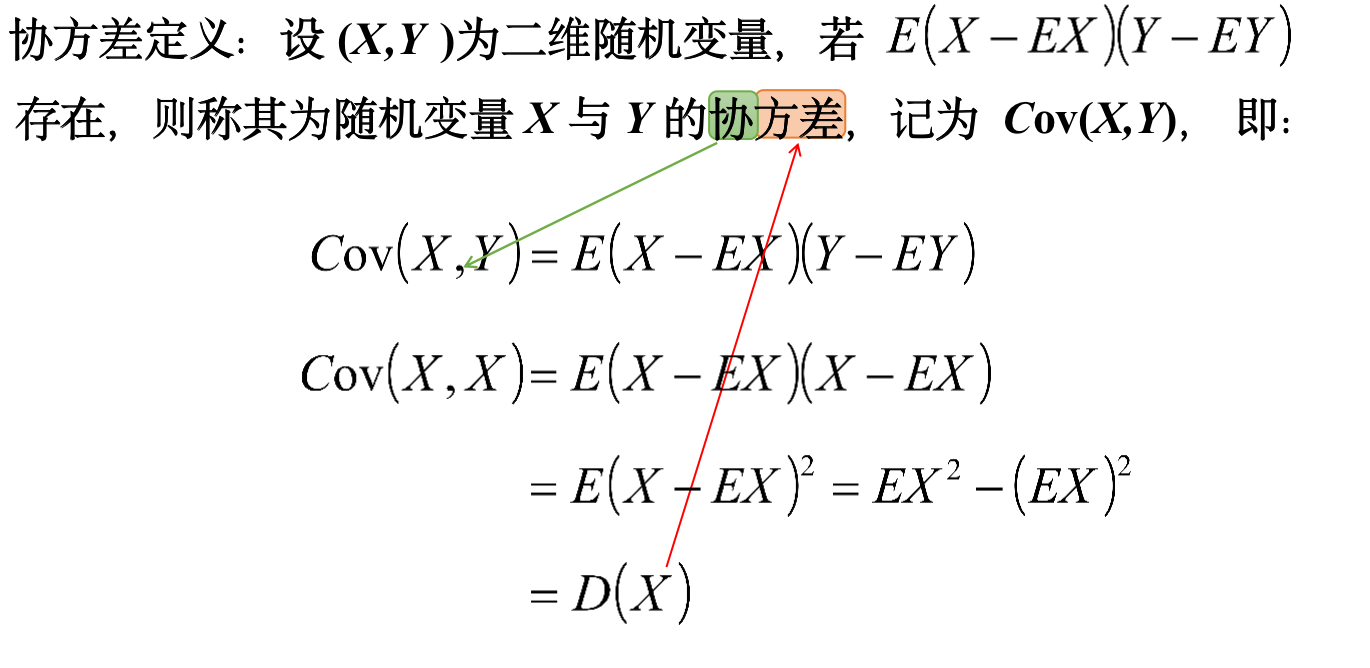 协方差定义：设 (X,Y )为二维随机变量，若 E(X − EX)(Y − EY)
存在，则称其为随机变量 X 与 Y 的协方差，记为 Cov(X,Y)， 即：
Cov(X,Y) = E(X − EX)(Y − EY)
Cov(X, X) = E(X − EX)(X − EX)
= E(X − EX)² = EX² − (EX)²
= D(X)